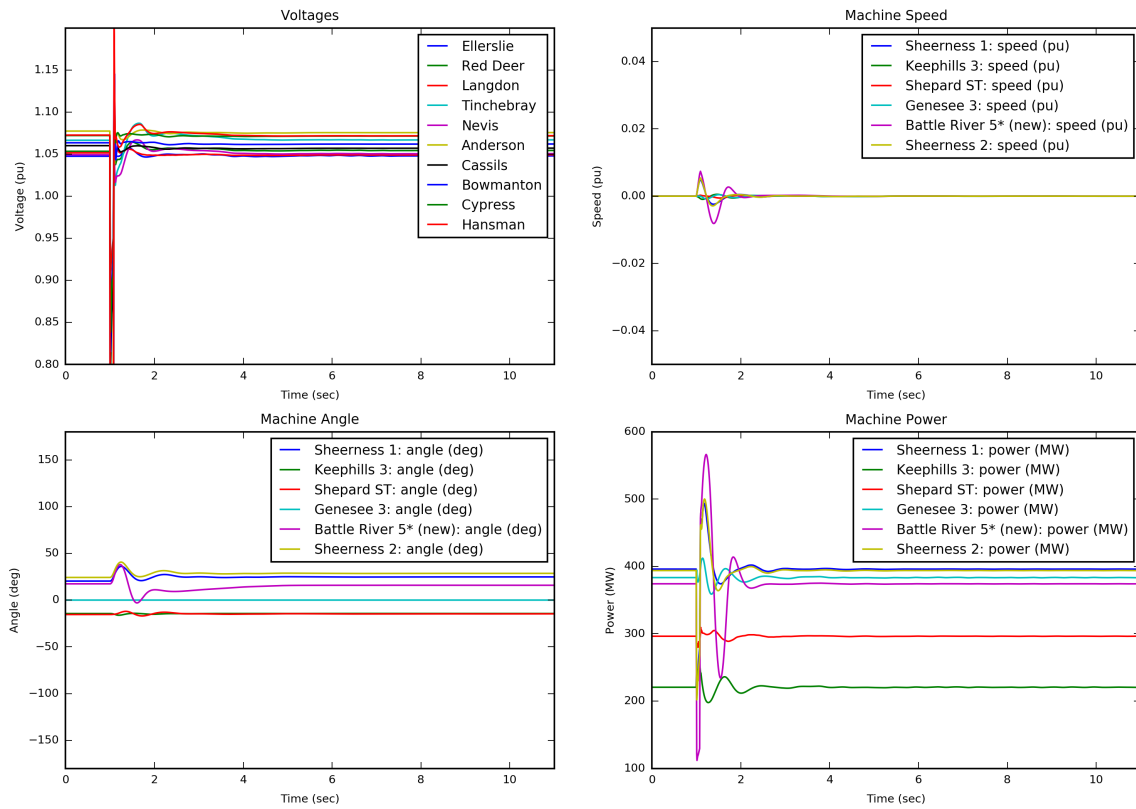 Voltages
1.15
1.10
1.05
1.00
0.95
0.90
0.85
0.80
Voltage (pu)
Ellerslie
Red Deer
Langdon
Tinchebray
Nevis
Anderson
Cassils
Bowmanton
Cypress
Hansman
0 2 4 6 8 10
Time (sec)
Machine Speed
0.04
0.02
0.00
−0.02
−0.04
Speed (pu)
Sheerness 1: speed (pu)
Keephills 3: speed (pu)
Shepard ST: speed (pu)
Genesee 3: speed (pu)
Battle River 5* (new): speed (pu)
Sheerness 2: speed (pu)
0 2 4 6 8 10
Time (sec)
Machine Angle
150
100
50
0
−50
−100
−150
Angle (deg)
Sheerness 1: angle (deg)
Keephills 3: angle (deg)
Shepard ST: angle (deg)
Genesee 3: angle (deg)
Battle River 5* (new): angle (deg)
Sheerness 2: angle (deg)
0 2 4 6 8 10
Time (sec)
Machine Power
600
500
400
300
200
100
Power (MW)
Sheerness 1: power (MW)
Keephills 3: power (MW)
Shepard ST: power (MW)
Genesee 3: power (MW)
Battle River 5* (new): power (MW)
Sheerness 2: power (MW)
0 2 4 6 8 10
Time (sec)